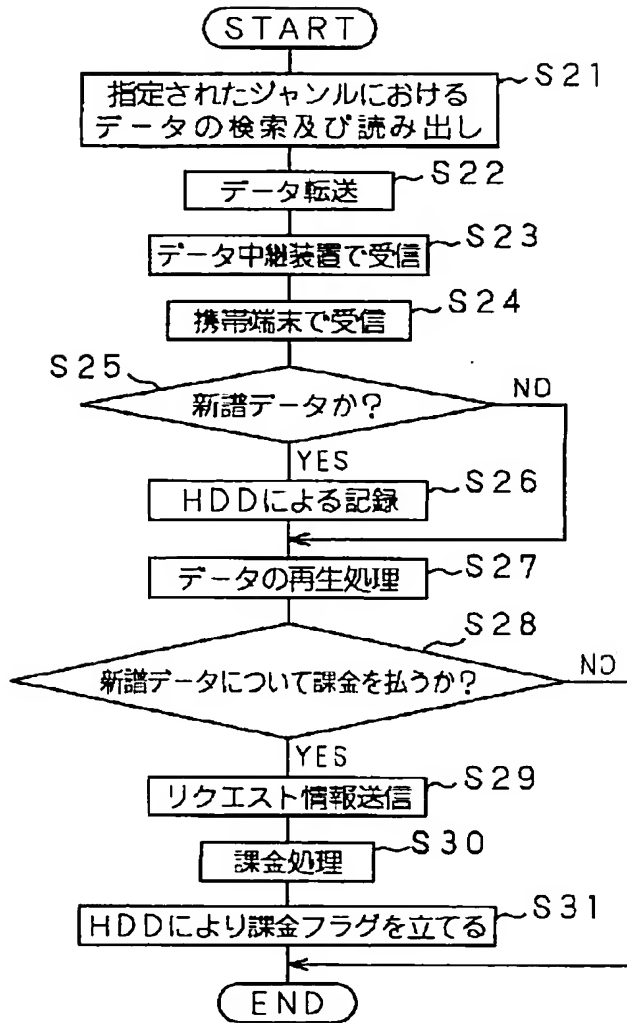 START
指定されたジャンルにおける
データの検索及び読み出し
S21
データ転送
S22
データ中継装置で受信
S23
携帯端末で受信
S24
S25
新譜データか?
NO
YES
HDDによる記録
S26
データの再生処理
S27
S28
新譜データについて課金を払うか?
NO
YES
リクエスト情報送信
S29
課金処理
S30
HDDにより課金フラグを立てる
S31
END